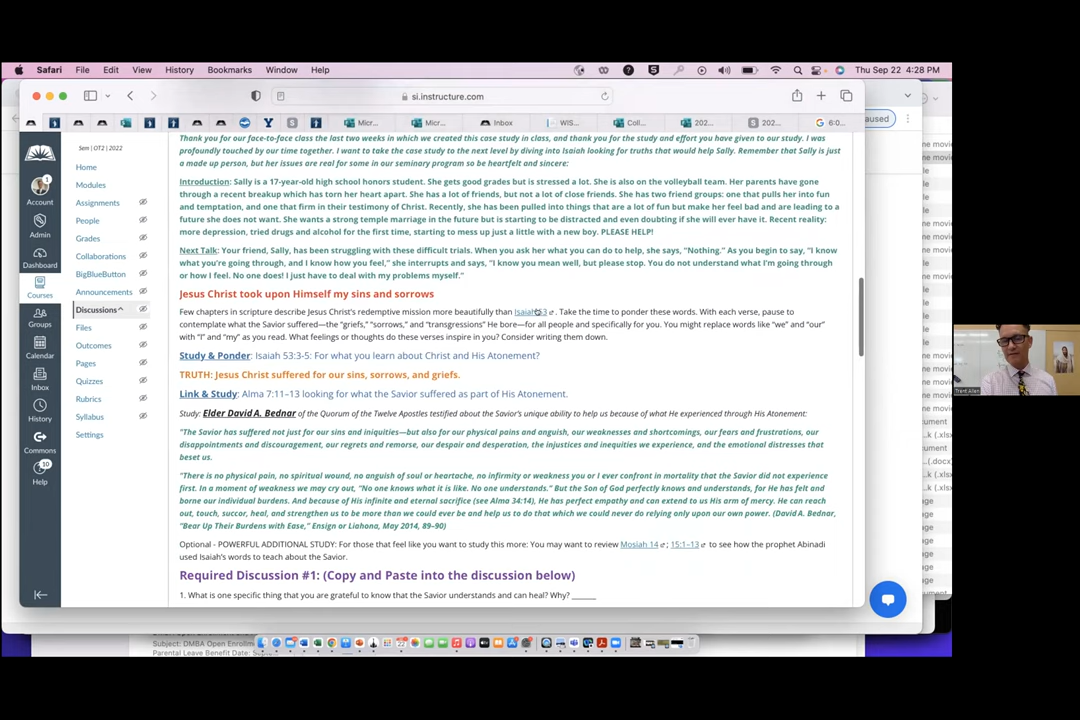 Safari File Edit View History Bookmarks Window Help Thu Sep 22 4:28 PM
si.instructure.com
Micr... Micr... Inbox WIS... Coll... 202... 202... 6:0...
Sem | OT2 | 2022
Account
Admin
Dashboard
Courses
Groups
Calendar
Inbox
History
Commons
10
Help
Home
Modules
Assignments
People
Grades
Collaborations
BigBlueButton
Announcements
Discussions
Files
Outcomes
Pages
Quizzes
Rubrics
Syllabus
Settings
Thank you for our face-to-face class the last two weeks in which we created this case study in class, and thank you for the study and effort you have given to our study. I was
profoundly touched by our time together. I want to take the case study to the next level by diving into Isaiah looking for truths that would help Sally. Remember that Sally is just
a made up person, but her issues are real for some in our seminary program so be heartfelt and sincere:
Introduction: Sally is a 17-year-old high school honors student. She gets good grades but is stressed a lot. She is also on the volleyball team. Her parents have gone
through a recent breakup which has torn her heart apart. She has a lot of friends, but not a lot of close friends. She has two friend groups: one that pulls her into fun
and temptation, and one that firm in their testimony of Christ. Recently, she has been pulled into things that are a lot of fun but make her feel bad and are leading to a
future she does not want. She wants a strong temple marriage in the future but is starting to be distracted and even doubting if she will ever have it. Recent reality:
more depression, tried drugs and alcohol for the first time, starting to mess up just a little with a new boy. PLEASE HELP!
Next Talk: Your friend, Sally, has been struggling with these difficult trials. When you ask her what you can do to help, she says, "Nothing." As you begin to say, "I know
what you're going through, and I know how you feel," she interrupts and says, "I know you mean well, but please stop. You do not understand what I'm going through
or how I feel. No one does! I just have to deal with my problems myself."
Jesus Christ took upon Himself my sins and sorrows
Few chapters in scripture describe Jesus Christ's redemptive mission more beautifully than Isaiah 53. Take the time to ponder these words. With each verse, pause to
contemplate what the Savior suffered—the "griefs," "sorrows," and "transgressions" He bore—for all people and specifically for you. You might replace words like "we" and "our"
with "I" and "my" as you read. What feelings or thoughts do these verses inspire in you? Consider writing them down.
Study & Ponder: Isaiah 53:3-5: For what you learn about Christ and His Atonement?
TRUTH: Jesus Christ suffered for our sins, sorrows, and griefs.
Link & Study: Alma 7:11–13 looking for what the Savior suffered as part of His Atonement.
Study: Elder David A. Bednar of the Quorum of the Twelve Apostles testified about the Savior's unique ability to help us because of what He experienced through His Atonement:
"The Savior has suffered not just for our sins and iniquities—but also for our physical pains and anguish, our weaknesses and shortcomings, our fears and frustrations, our
disappointments and discouragement, our regrets and remorse, our despair and desperation, the injustices and inequities we experience, and the emotional distresses that
beset us.
"There is no physical pain, no spiritual wound, no anguish of soul or heartache, no infirmity or weakness you or I ever confront in mortality that the Savior did not experience
first. In a moment of weakness we may cry out, "No one knows what it is like. No one understands." But the Son of God perfectly knows and understands, for He has felt and
borne our individual burdens. And because of His infinite and eternal sacrifice (see Alma 34:14), He has perfect empathy and can extend to us His arm of mercy. He can reach
out, touch, succor, heal, and strengthen us to be more than we could ever be and help us to do that which we could never do relying only upon our own power. (David A. Bednar,
"Bear Up Their Burdens with Ease," Ensign or Liahona, May 2014, 89–90)
Optional - POWERFUL ADDITIONAL STUDY: For those that feel like you want to study this more: You may want to review Mosiah 14; 15:1–13 to see how the prophet Abinadi
used Isaiah's words to teach about the Savior.
Required Discussion #1: (Copy and Paste into the discussion below)
1. What is one specific thing that you are grateful to know that the Savior understands and can heal? Why? ______
aused
Subject: DMBA Open Enrollm
Parental Leave Benefit Date:
Trent Allen